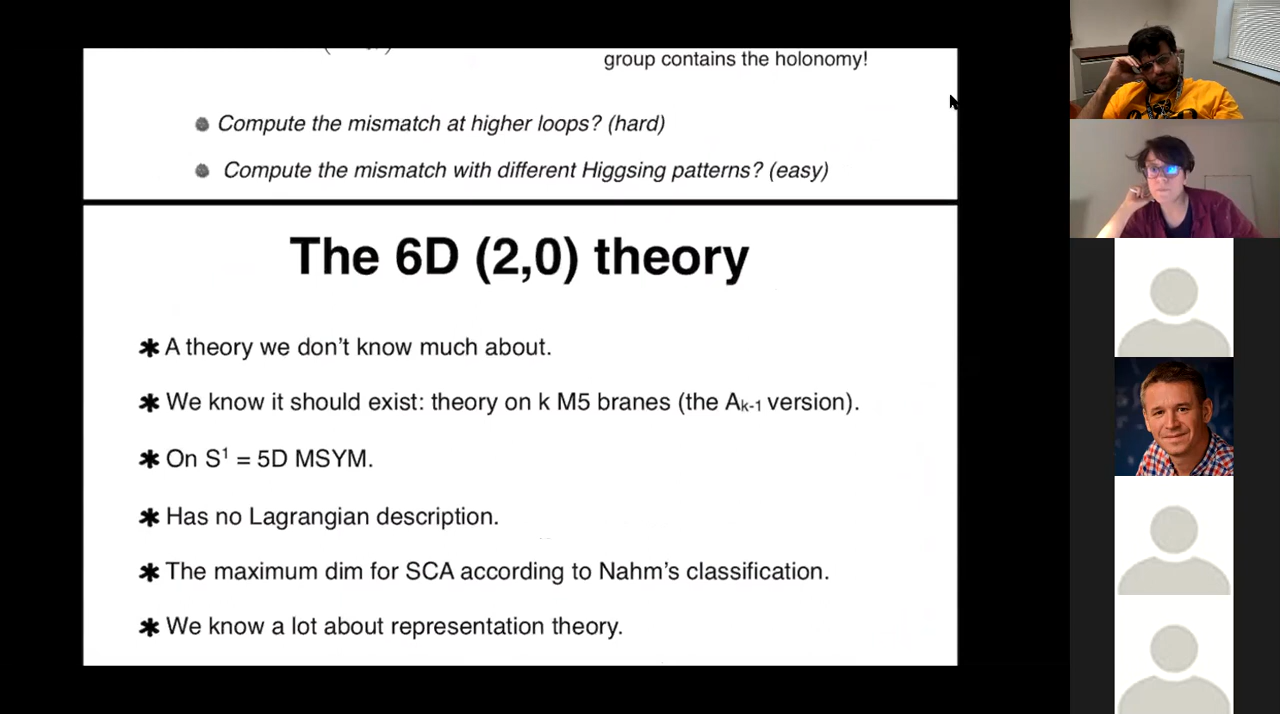 group contains the holonomy!
Compute the mismatch at higher loops? (hard)
Compute the mismatch with different Higgsing patterns? (easy)
The 6D (2,0) theory
✱ A theory we don’t know much about.
✱ We know it should exist: theory on k M5 branes (the Aₖ₋₁ version).
✱ On S¹ = 5D MSYM.
✱ Has no Lagrangian description.
✱ The maximum dim for SCA according to Nahm’s classification.
✱ We know a lot about representation theory.